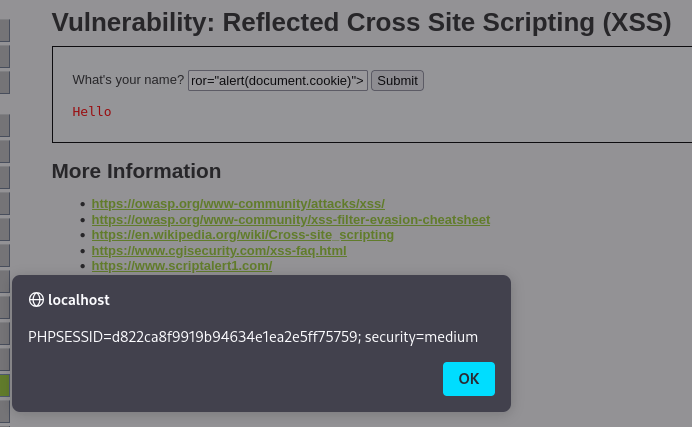 Vulnerability: Reflected Cross Site Scripting (XSS)
What's your name? ror="alert(document.cookie)"> Submit
Hello
More Information
https://owasp.org/www-community/attacks/xss/
https://owasp.org/www-community/xss-filter-evasion-cheatsheet
https://en.wikipedia.org/wiki/Cross-site_scripting
https://www.cgisecurity.com/xss-faq.html
https://www.scriptalert1.com/
localhost
PHPSESSID=d822ca8f9919b94634e1ea2e5ff75759; security=medium
OK